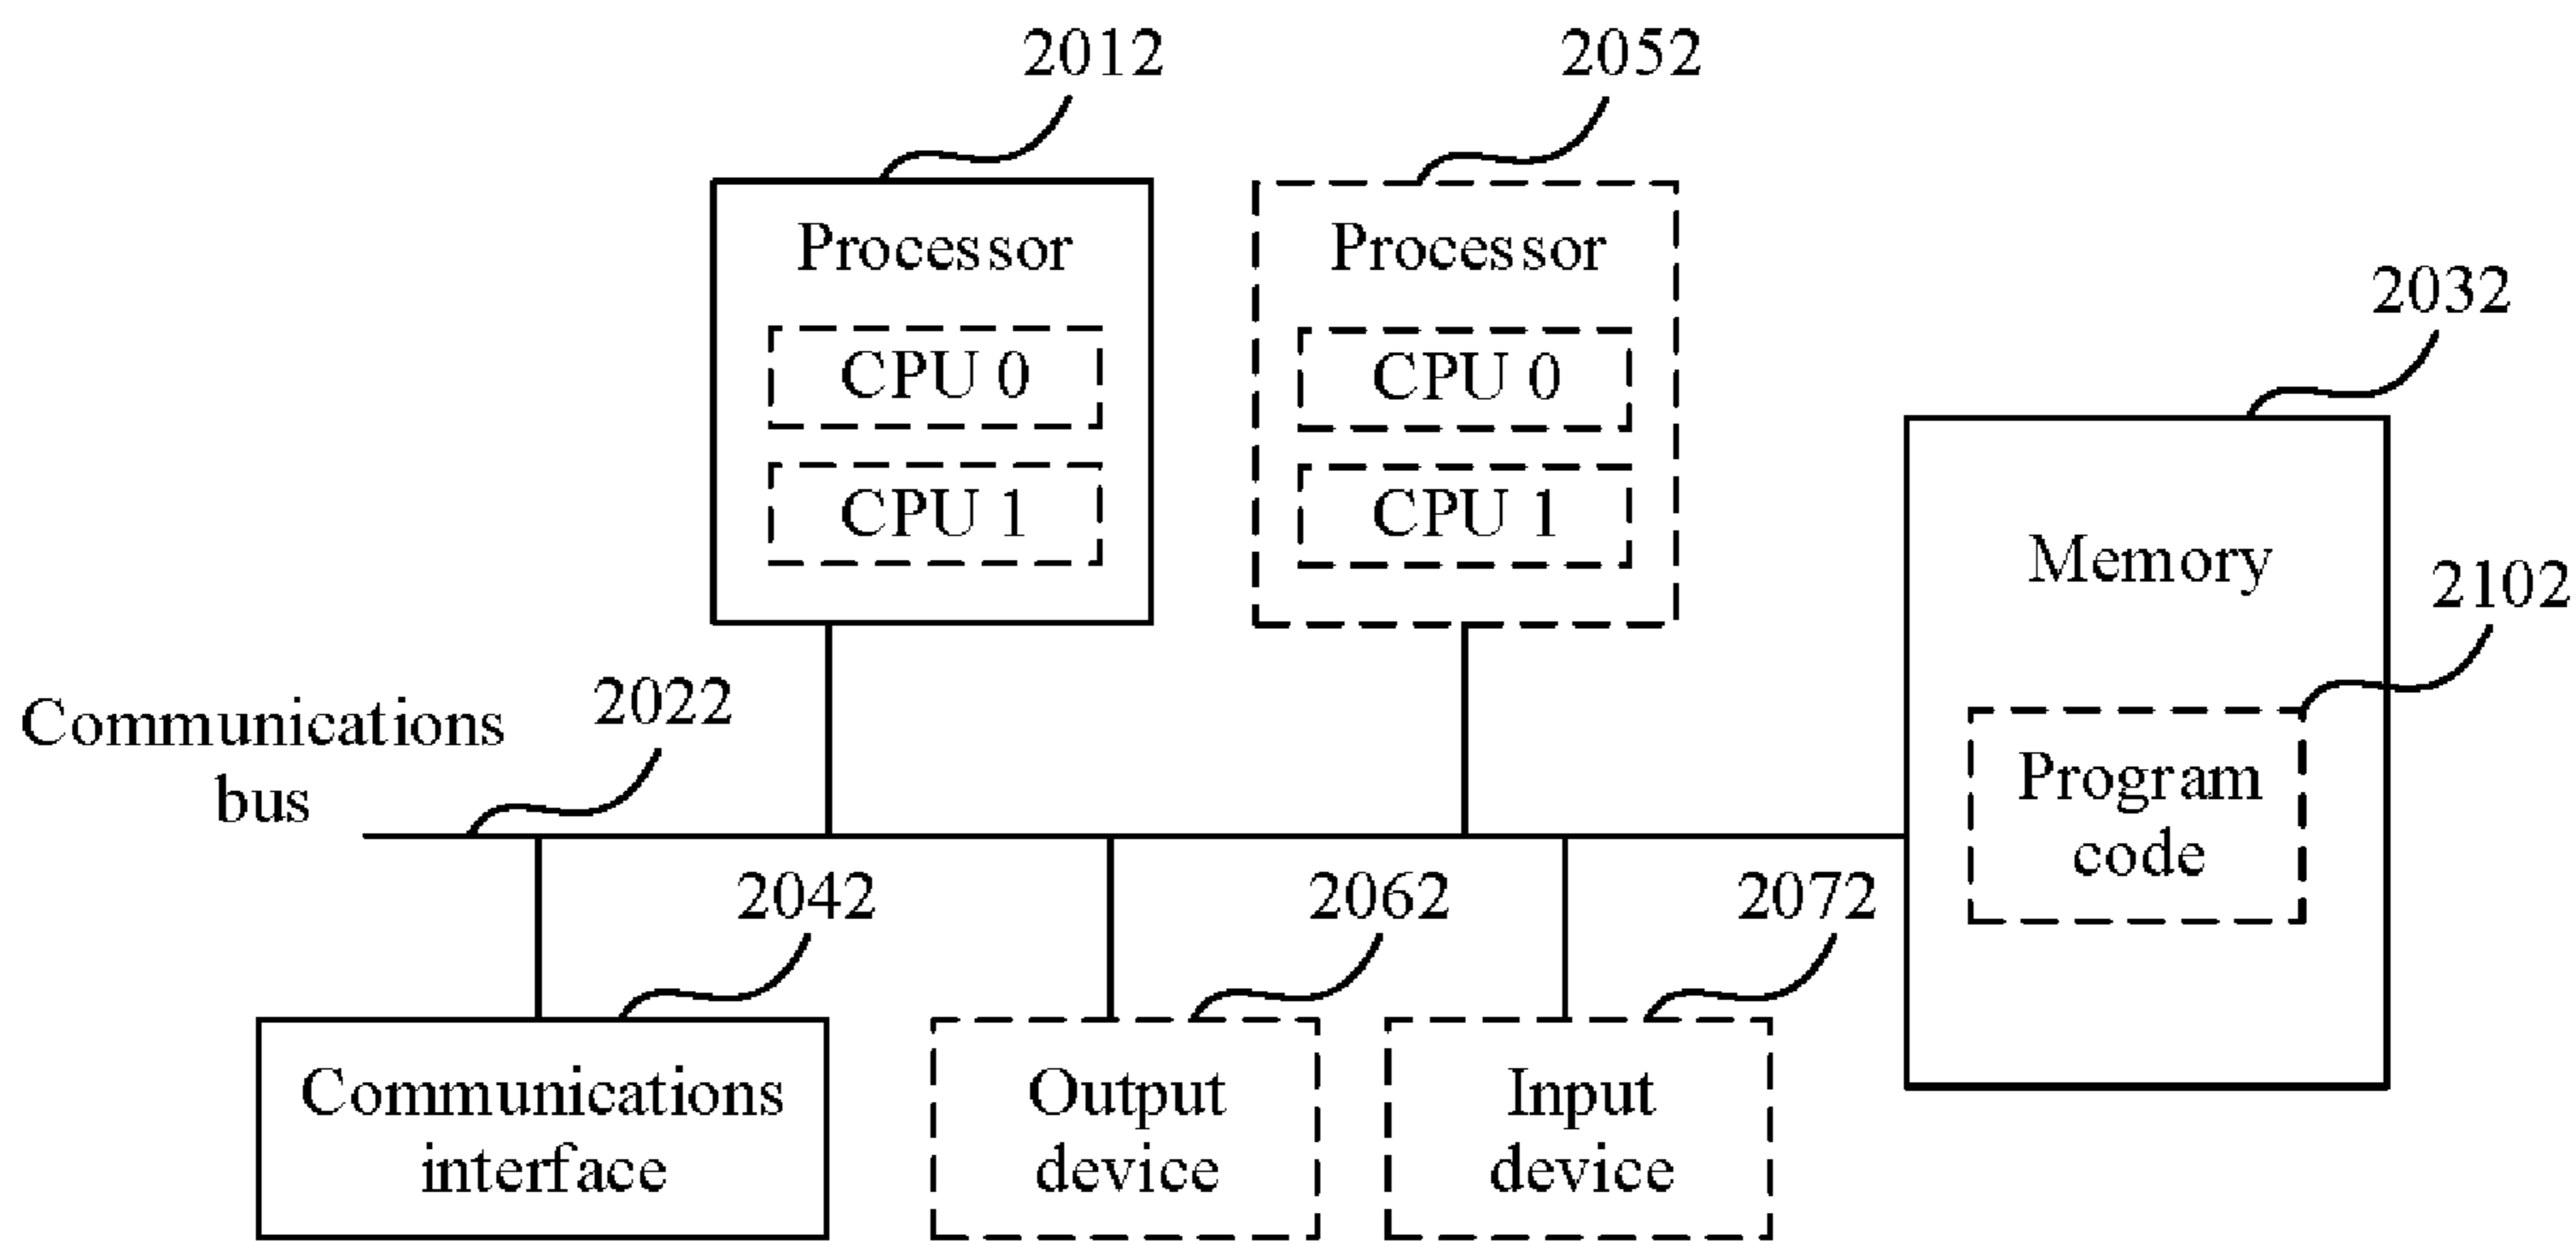 2012
2052
Processor
CPU 0
CPU 1
Processor
CPU 0
CPU 1
2032
Memory
2102
Program
code
Communications
bus
2022
2042
2062
2072
Communications
interface
Output
device
Input
device